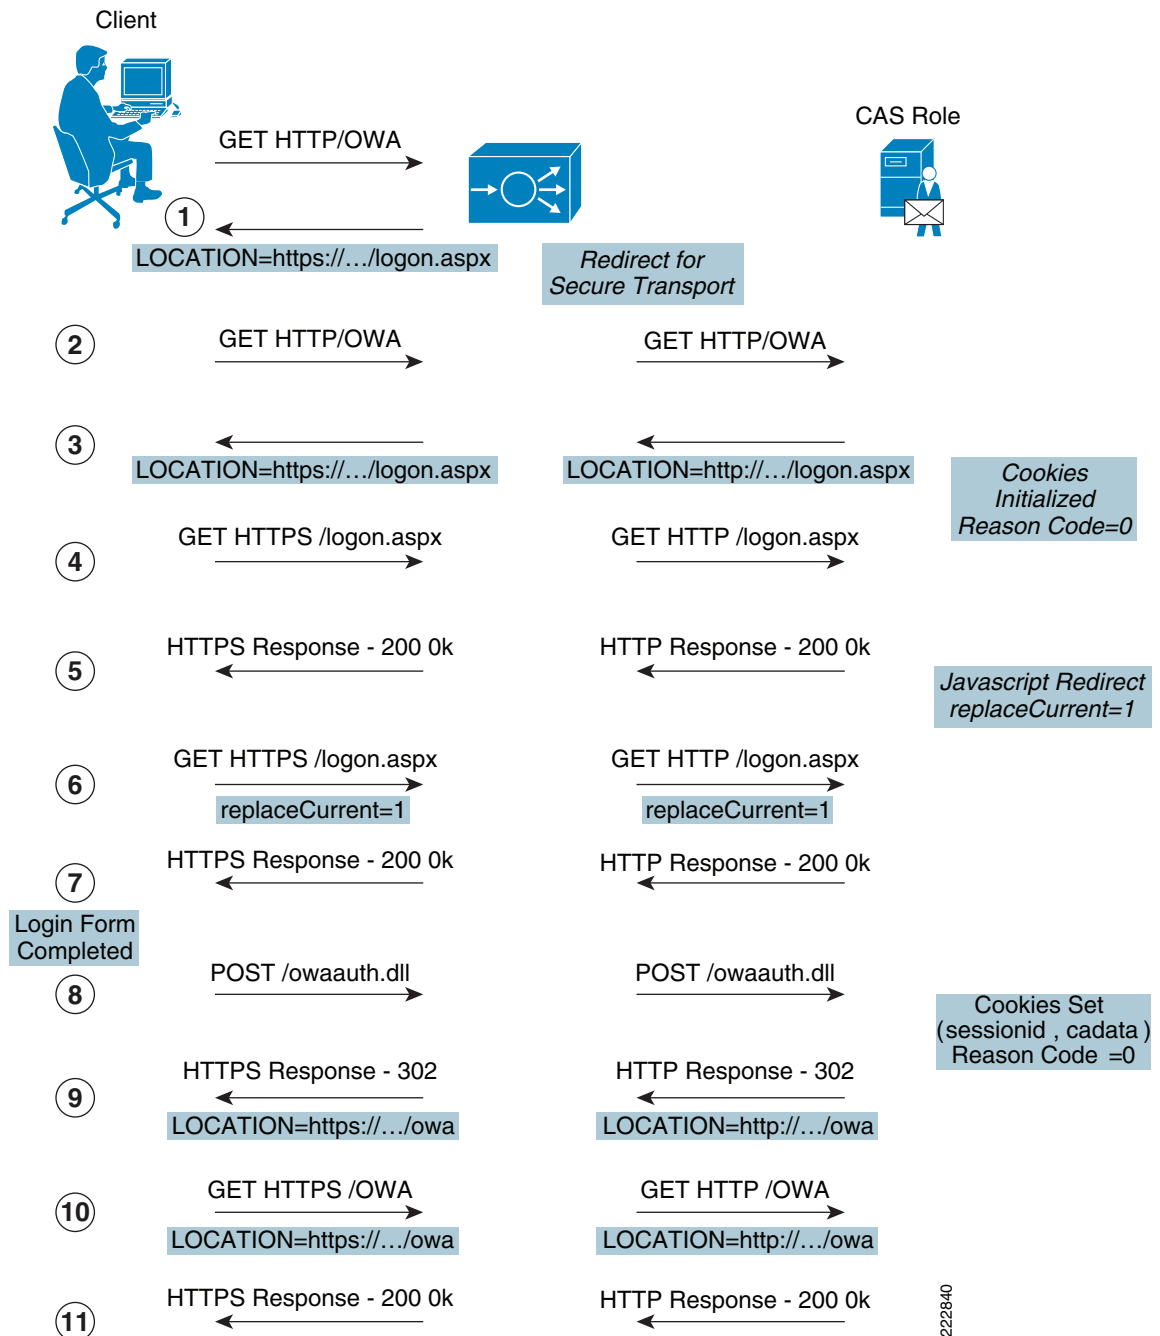 Client
CAS Role
GET HTTP/OWA
1
LOCATION=https://…/logon.aspx
Redirect for
Secure Transport
2
GET HTTP/OWA
GET HTTP/OWA
3
LOCATION=https://…/logon.aspx
LOCATION=http://…/logon.aspx
Cookies
Initialized
Reason Code=0
4
GET HTTPS /logon.aspx
GET HTTP /logon.aspx
5
HTTPS Response - 200 0k
HTTP Response - 200 0k
Javascript Redirect
replaceCurrent=1
6
GET HTTPS /logon.aspx
GET HTTP /logon.aspx
replaceCurrent=1
replaceCurrent=1
7
HTTPS Response - 200 0k
HTTP Response - 200 0k
Login Form
Completed
8
POST /owaauth.dll
POST /owaauth.dll
Cookies Set
(sessionid , cadata )
Reason Code =0
9
HTTPS Response - 302
HTTP Response - 302
LOCATION=https://…/owa
LOCATION=http://…/owa
10
GET HTTPS /OWA
GET HTTP /OWA
LOCATION=https://…/owa
LOCATION=http://…/owa
11
HTTPS Response - 200 0k
HTTP Response - 200 0k
222840